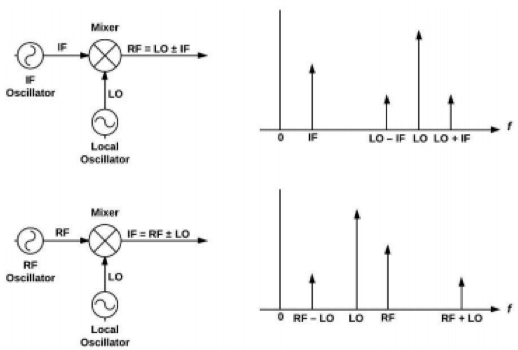 Mixer
IF
RF = LO ± IF
IF
Oscillator
LO
Local
Oscillator
0 IF LO – IF LO LO + IF f
Mixer
RF
IF = RF ± LO
RF
Oscillator
LO
Local
Oscillator
0 RF – LO LO RF RF + LO f